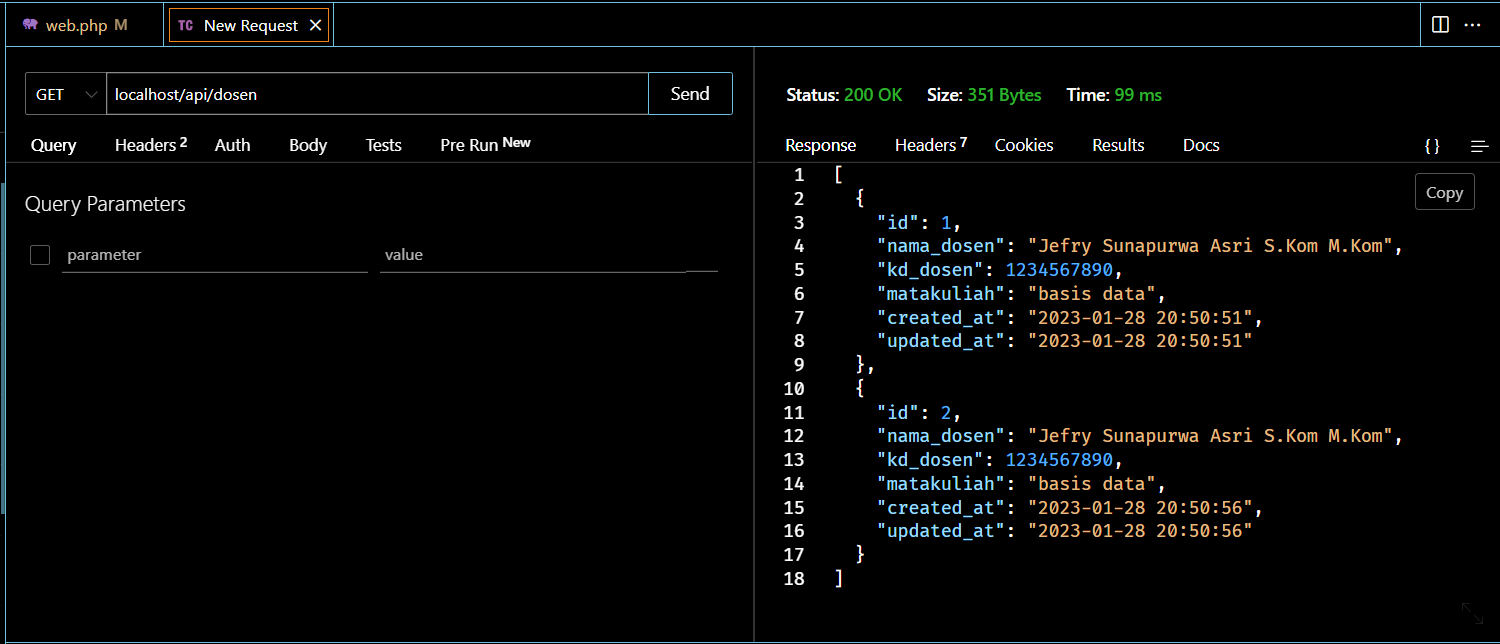 web.php M
TC New Request
GET localhost/api/dosen Send
Query Headers 2 Auth Body Tests Pre Run New
Query Parameters
parameter value
Status: 200 OK Size: 351 Bytes Time: 99 ms
Response Headers 7 Cookies Results Docs {}
Copy
1 [
2 {
3 "id": 1,
4 "nama_dosen": "Jefry Sunapurwa Asri S.Kom M.Kom",
5 "kd_dosen": 1234567890,
6 "matakuliah": "basis data",
7 "created_at": "2023-01-28 20:50:51",
8 "updated_at": "2023-01-28 20:50:51"
9 },
10 {
11 "id": 2,
12 "nama_dosen": "Jefry Sunapurwa Asri S.Kom M.Kom",
13 "kd_dosen": 1234567890,
14 "matakuliah": "basis data",
15 "created_at": "2023-01-28 20:50:56",
16 "updated_at": "2023-01-28 20:50:56"
17 }
18 ]